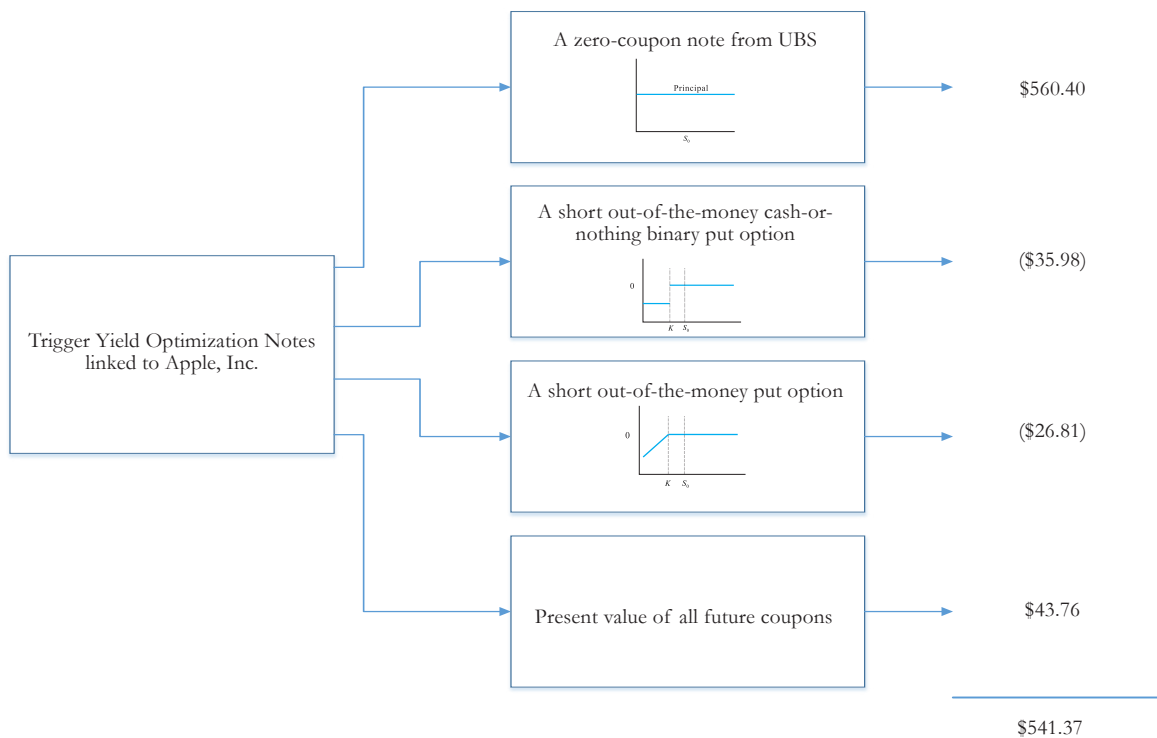 A zero-coupon note from UBS
Principal
S₀
$560.40
A short out-of-the-money cash-or-
nothing binary put option
0
K S₀
($35.98)
Trigger Yield Optimization Notes
linked to Apple, Inc.
A short out-of-the-money put option
0
K S₀
($26.81)
Present value of all future coupons
$43.76
$541.37